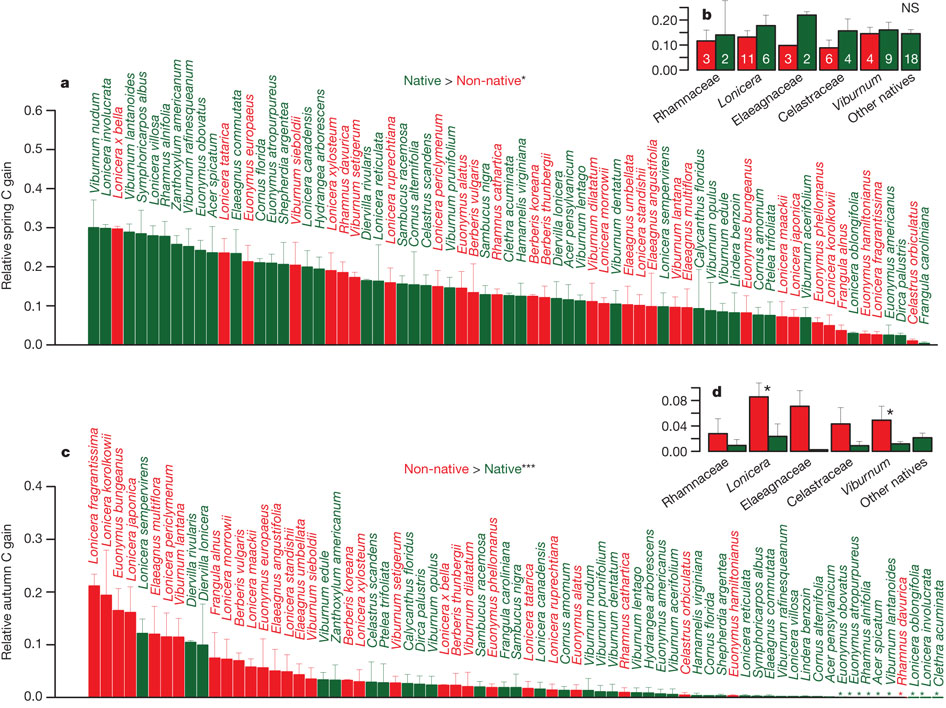 a
Native > Non-native*
Relative spring C gain
0.6
0.5
0.4
0.3
0.2
0.1
0.0
Viburnum nudum
Lonicera involucrata
Lonicera x bella
Viburnum lantanoides
Symphoricarpos albus
Lonicera villosa
Rhamnus alnifolia
Zanthoxylum americanum
Viburnum rafinesqueanum
Euonymus obovatus
Acer spicatum
Lonicera tatarica
Elaeagnus commutata
Euonymus europaeus
Cornus florida
Euonymus atropurpureus
Shepherdia argentea
Viburnum sieboldii
Lonicera canadensis
Hydrangea arborescens
Lonicera xylosteum
Rhamnus davurica
Viburnum setigerum
Diervilla rivularis
Lonicera reticulata
Lonicera ruprechtiana
Sambucus racemosa
Cornus alternifolia
Celastrus scandens
Lonicera periclymenum
Viburnum prunifolium
Euonymus alatus
Berberis vulgaris
Sambucus nigra
Rhamnus cathartica
Clethra acuminata
Hamamelis virginiana
Berberis koreana
Berberis thunbergii
Diervilla lonicera
Acer pensylvanicum
Viburnum lentago
Viburnum dilatatum
Lonicera morrowii
Viburnum dentatum
Elaeagnus umbellata
Lonicera standishii
Elaeagnus angustifolia
Lonicera sempervirens
Viburnum lantana
Elaeagnus multiflora
Calycanthus floridus
Viburnum opulus
Viburnum edule
Lindera benzoin
Euonymus bungeanus
Cornus amomum
Ptelea trifoliata
Lonicera maackii
Lonicera japonica
Viburnum acerifolium
Euonymus phellomanus
Lonicera korolkowii
Frangula alnus
Lonicera oblongifolia
Euonymus hamiltonianus
Lonicera fragrantissima
Euonymus americanus
Dirca palustris
Celastrus orbiculatus
Frangula caroliniana
b
NS
0.20
0.10
0.00
3 2 11 6 3 2 6 4 4 9 18
Rhamnaceae
Lonicera
Elaeagnaceae
Celastraceae
Viburnum
Other natives
c
Non-native > Native***
Relative autumn C gain
0.4
0.3
0.2
0.1
0.0
Lonicera fragrantissima
Lonicera korolkowii
Euonymus bungeanus
Lonicera japonica
Lonicera sempervirens
Elaeagnus multiflora
Lonicera periclymenum
Viburnum lantana
Diervilla rivularis
Diervilla lonicera
Frangula alnus
Lonicera morrowii
Berberis vulgaris
Lonicera maackii
Euonymus europaeus
Elaeagnus angustifolia
Lonicera standishii
Elaeagnus umbellata
Viburnum sieboldii
Viburnum edule
Zanthoxylum americanum
Berberis koreana
Lonicera xylosteum
Celastrus scandens
Ptelea trifoliata
Viburnum setigerum
Calycanthus floridus
Dirca palustris
Viburnum opulus
Lonicera x bella
Berberis thunbergii
Viburnum dilatatum
Sambucus racemosa
Euonymus phellomanus
Frangula caroliniana
Sambucus nigra
Lonicera tatarica
Lonicera canadensis
Lonicera ruprechtiana
Cornus amomum
Euonymus alatus
Viburnum nudum
Viburnum prunifolium
Viburnum dentatum
Rhamnus cathartica
Viburnum lentago
Hydrangea arborescens
Euonymus americanus
Viburnum acerifolium
Celastrus orbiculatus
Hamamelis virginiana
Cornus florida
Shepherdia argentea
Euonymus hamiltonianus
Lonicera reticulata
Symphoricarpos albus
Elaeagnus commutata
Viburnum rafinesqueanum
Lonicera villosa
Lindera benzoin
Cornus alternifolia
Acer pensylvanicum
Euonymus obovatus
Euonymus atropurpureus
Rhamnus alnifolia
Acer spicatum
Viburnum lantanoides
Rhamnus davurica
Lonicera oblongifolia
Lonicera involucrata
Clethra acuminata
* * * * * * * * *
d
0.08
0.04
0.00
* *
Rhamnaceae
Lonicera
Elaeagnaceae
Celastraceae
Viburnum
Other natives